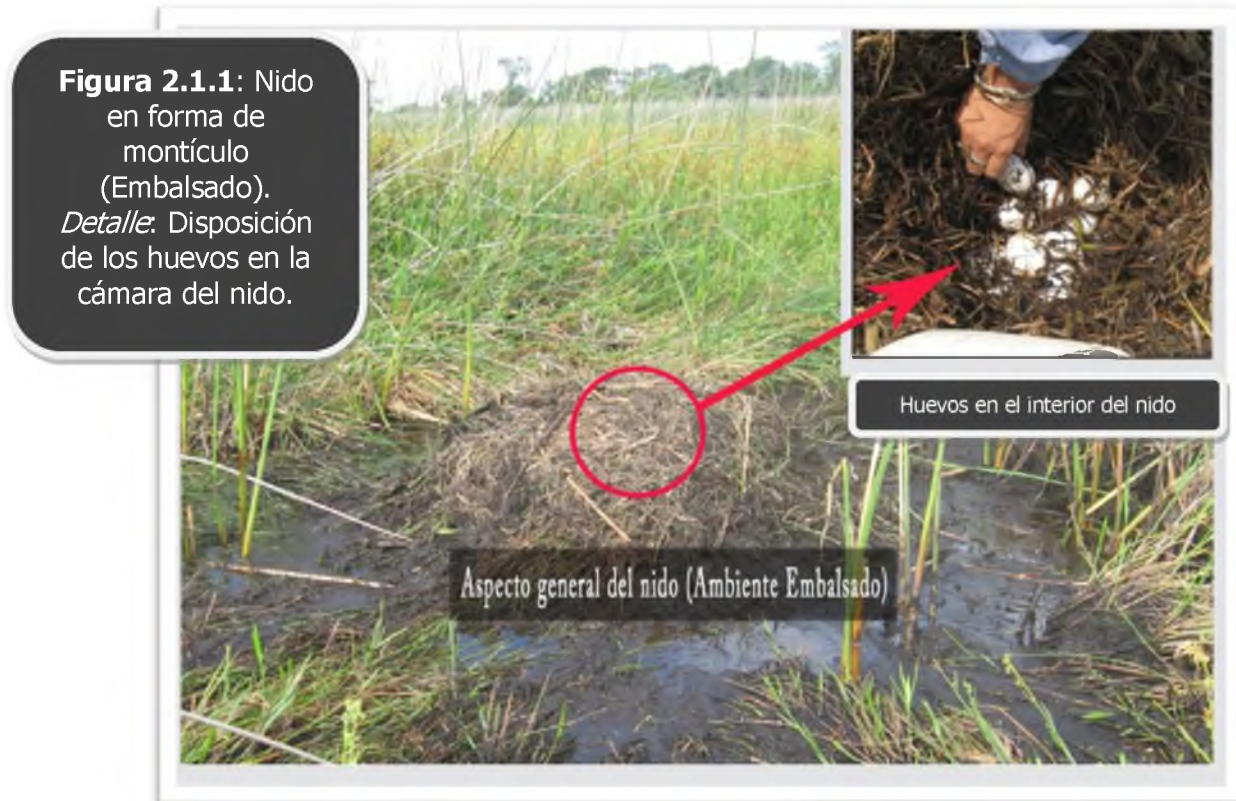 Figura 2.1.1: Nido
en forma de
montículo
(Embalsado).
Detalle: Disposición
de los huevos en la
cámara del nido.
Huevos en el interior del nido
Aspecto general del nido (Ambiente Embalsado)